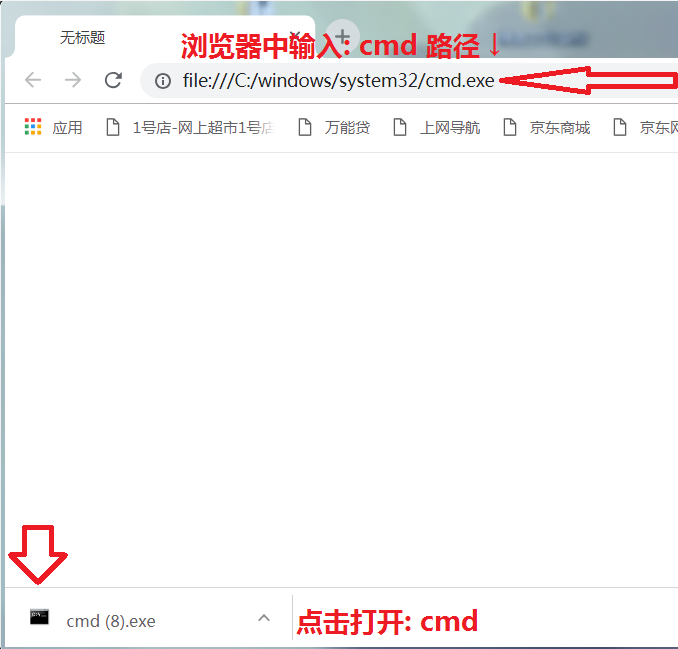 无标题
浏览器中输入: cmd 路径↓
file:///C:/windows/system32/cmd.exe
应用 1号店-网上超市1号店 万能贷 上网导航 京东商城 京东网
cmd (8).exe
点击打开: cmd